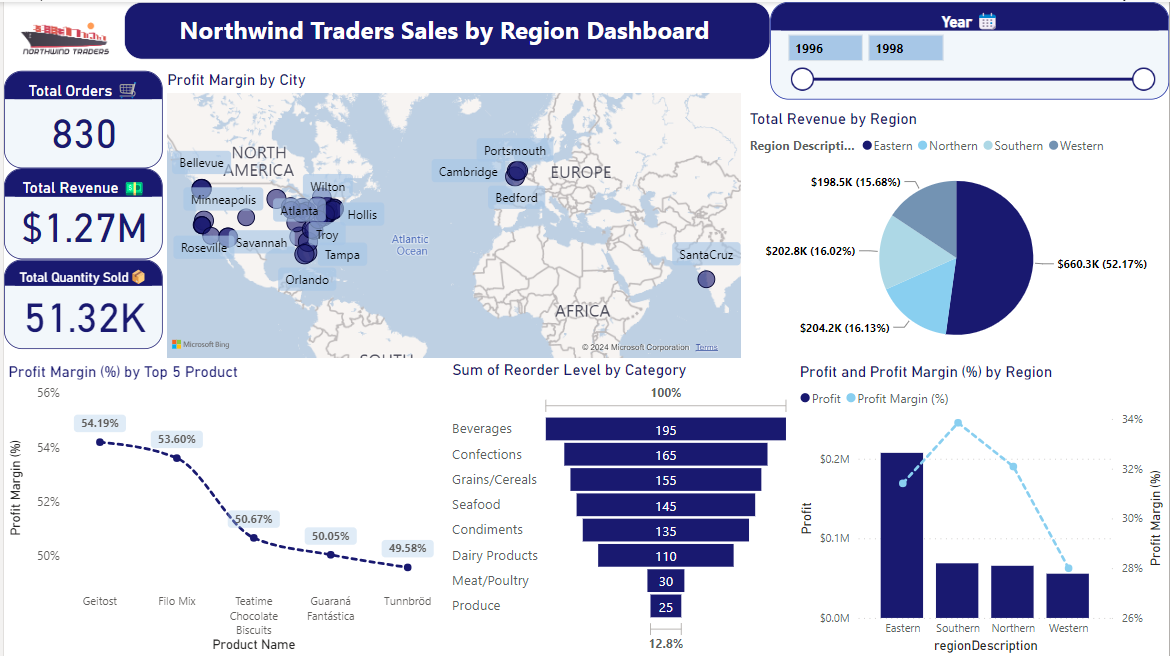 NORTHWIND TRADERS
Northwind Traders Sales by Region Dashboard
Year
1996
1998
Total Orders
830
Total Revenue
$1.27M
Total Quantity Sold
51.32K
Profit Margin by City
NORTH
AMERICA
EUROPE
AFRICA
Atlantic
Ocean
SOUTH
Bellevue
Minneapolis
Wilton
Atlanta
Hollis
Troy
Roseville
Savannah
Tampa
Orlando
Portsmouth
Cambridge
Bedford
SantaCruz
Microsoft Bing
© 2024 Microsoft Corporation
Terms
Total Revenue by Region
Region Descripti...
Eastern
Northern
Southern
Western
$198.5K (15.68%)
$202.8K (16.02%)
$660.3K (52.17%)
$204.2K (16.13%)
Profit Margin (%) by Top 5 Product
Profit Margin (%)
56%
54%
52%
50%
54.19%
53.60%
50.67%
50.05%
49.58%
Geitost
Filo Mix
Teatime
Chocolate
Biscuits
Guaraná
Fantástica
Tunnbröd
Product Name
Sum of Reorder Level by Category
100%
Beverages 195
Confections 165
Grains/Cereals 155
Seafood 145
Condiments 135
Dairy Products 110
Meat/Poultry 30
Produce 25
12.8%
Profit and Profit Margin (%) by Region
Profit
Profit Margin (%)
Profit
$0.2M
$0.1M
$0.0M
34%
32%
30%
28%
26%
Profit Margin (%)
Eastern
Southern
Northern
Western
regionDescription